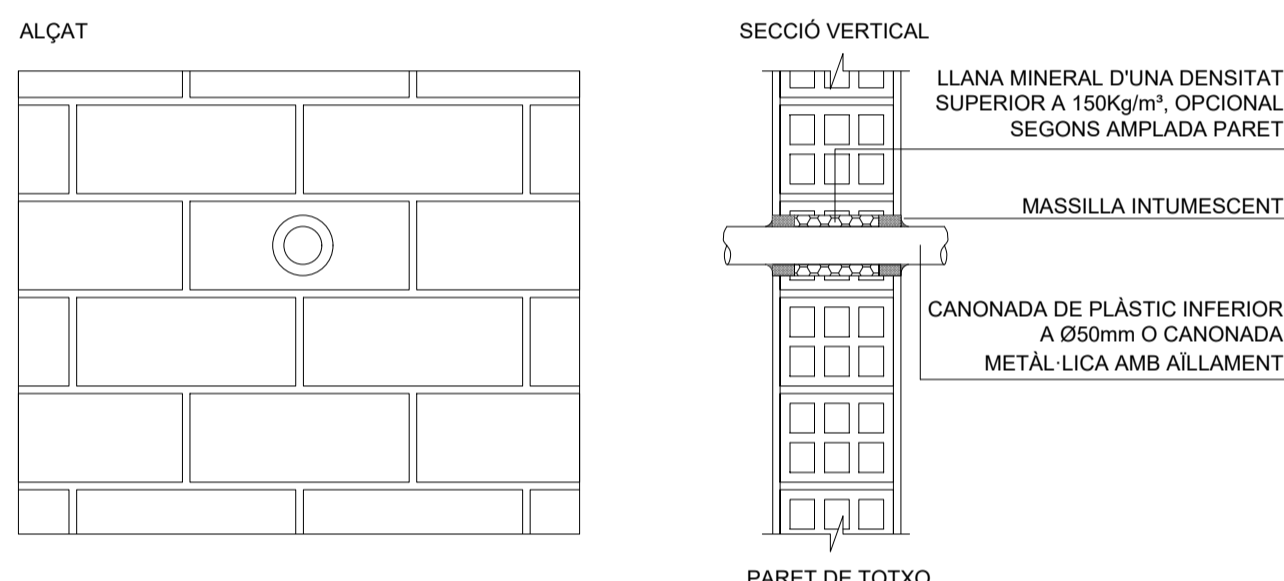 ALÇAT
SECCIÓ VERTICAL
LLANA MINERAL D'UNA DENSITAT
SUPERIOR A 150Kg/m³, OPCIONAL
SEGONS AMPLADA PARET
MASSILLA INTUMESCENT
CANONADA DE PLÀSTIC INFERIOR
A Ø50mm O CANONADA
METÀL·LICA AMB AÏLLAMENT
PARET DE TOTXO